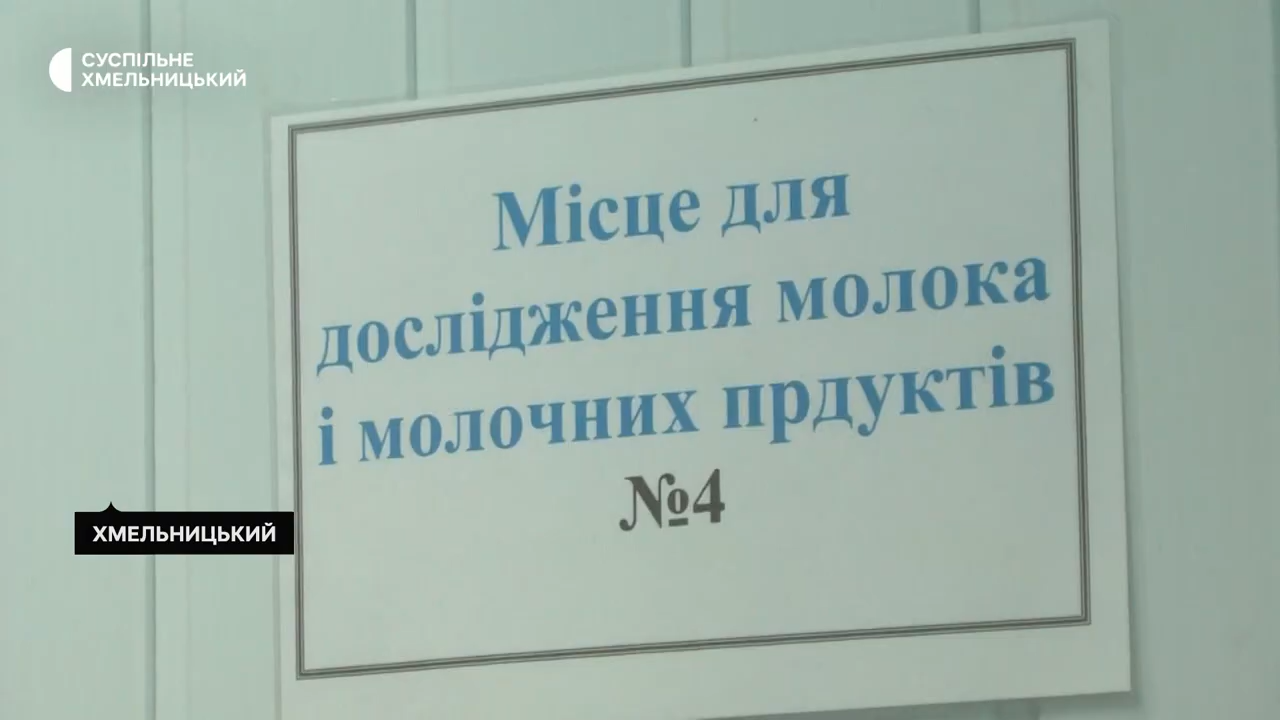 СУСПІЛЬНЕ
ХМЕЛЬНИЦЬКИЙ
Місце для
дослідження молока
і молочних прдуктів
№4
ХМЕЛЬНИЦЬКИЙ